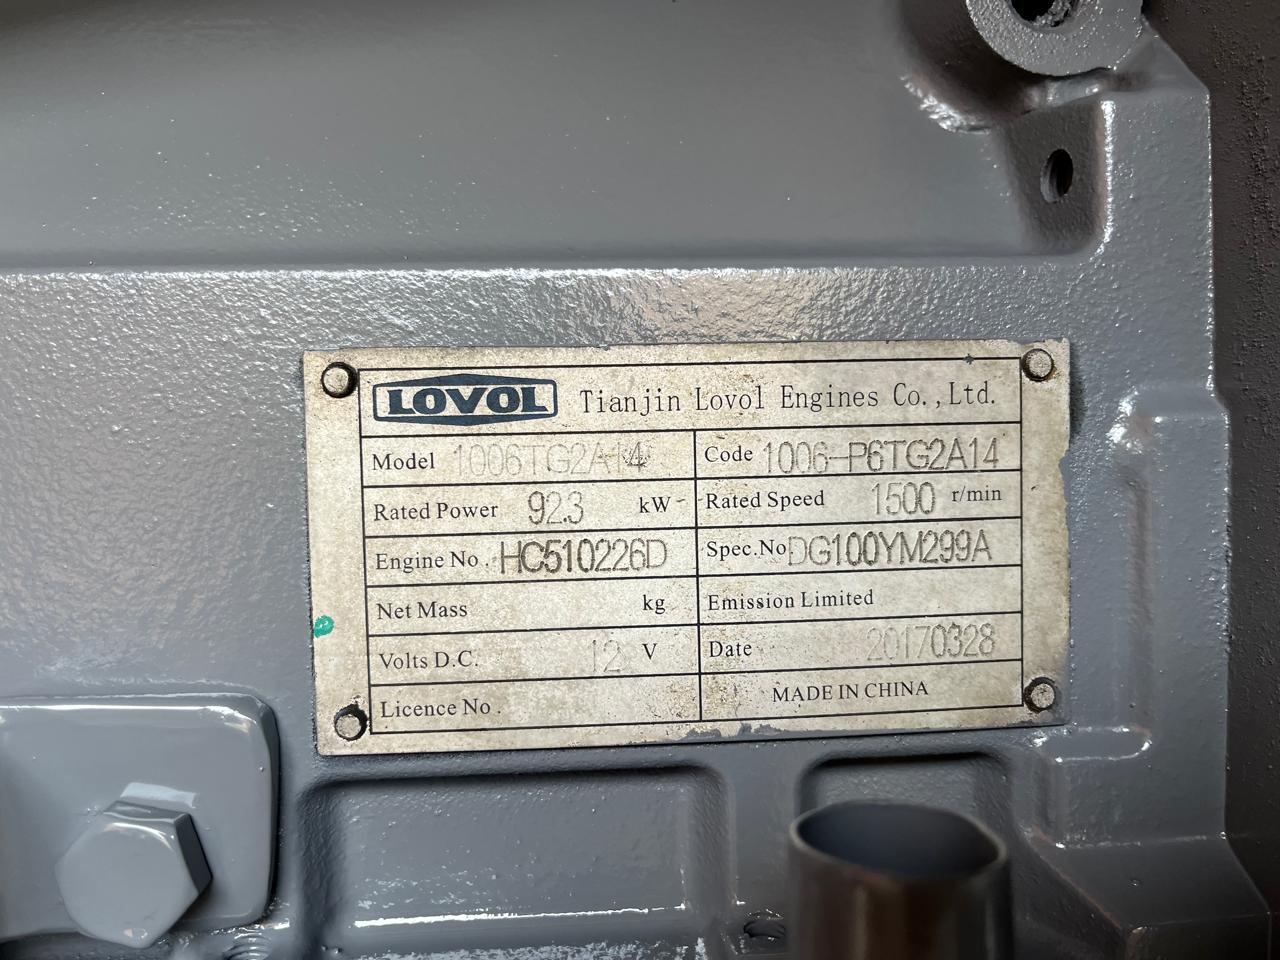 LOVOL Tianjin Lovol Engines Co.,Ltd.
Model 1006TG2A14 Code 1006-P6TG2A14
Rated Power 92.3 kW Rated Speed 1500 r/min
Engine No. HC510226D Spec.No DG100YM299A
Net Mass kg Emission Limited
Volts D.C. 12 V Date 20170328
Licence No. MADE IN CHINA